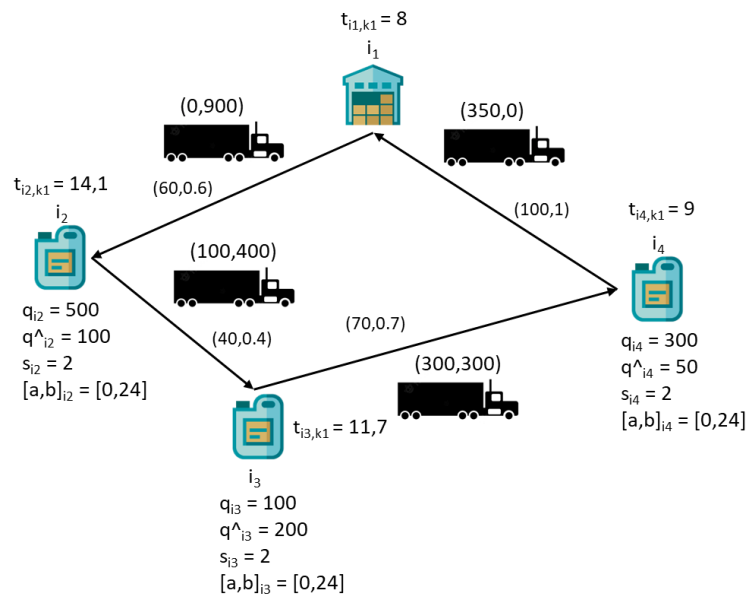 t_{i1,k1} = 8
i_1
(0,900)
(350,0)
(60,0.6)
(100,1)
t_{i2,k1} = 14,1
i_2
t_{i4,k1} = 9
i_4
(100,400)
(40,0.4)
(70,0.7)
(300,300)
q_{i2} = 500
q^_{i2} = 100
s_{i2} = 2
[a,b]_{i2} = [0,24]
q_{i4} = 300
q^_{i4} = 50
s_{i4} = 2
[a,b]_{i4} = [0,24]
t_{i3,k1} = 11,7
i_3
q_{i3} = 100
q^_{i3} = 200
s_{i3} = 2
[a,b]_{i3} = [0,24]